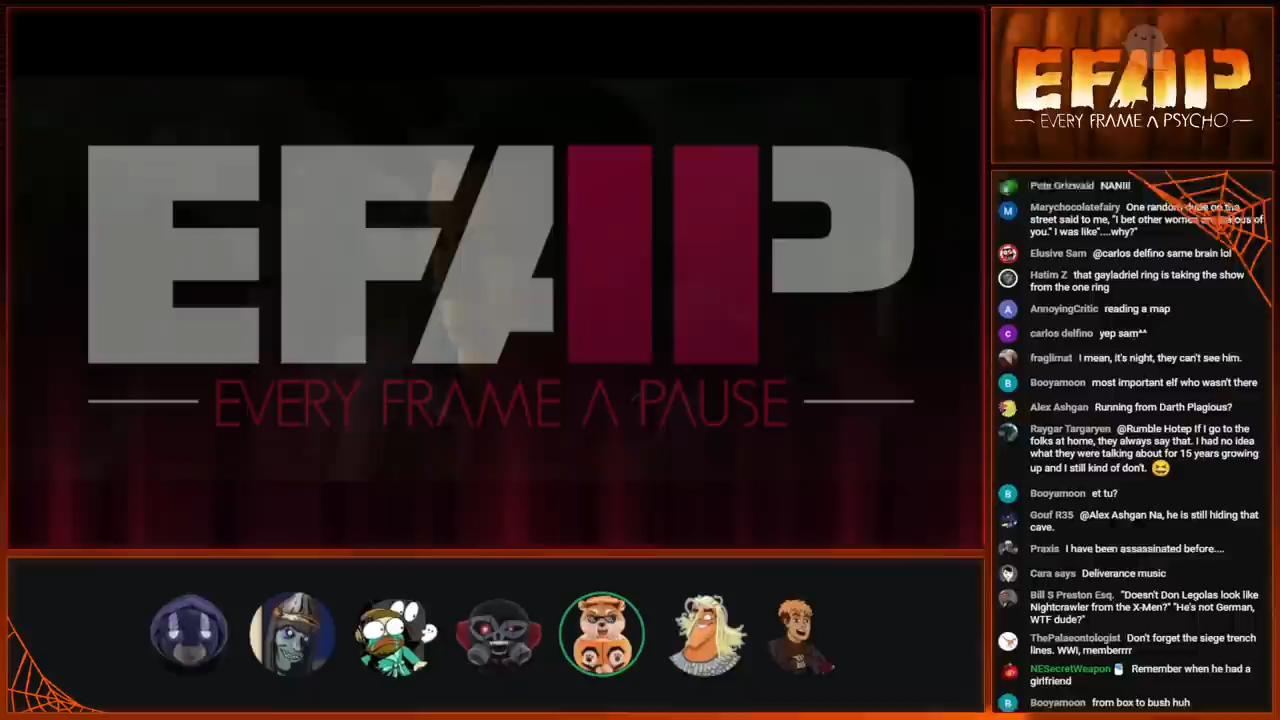 EFAP
EVERY FRAME A PAUSE
EFAP
EVERY FRAME A PSYCHO
Pete Griswald NANI!!
Marychocolatefairy One random dude on the
street said to me, "I bet other women are jealous of
you." I was like"....why?"
Elusive Sam @carlos delfino same brain lol
Hatim Z that gayladriel ring is taking the show
from the one ring
A AnnoyingCritic reading a map
c carlos delfino yep sam^^
fraglimat I mean, it's night, they can't see him.
B Booyamoon most important elf who wasn't there
Alex Ashgan Running from Darth Plagious?
Raygar Targaryen @Rumble Hotep If I go to the
folks at home, they always say that. I had no idea
what they were talking about for 15 years growing
up and I still kind of don't. 😆
B Booyamoon et tu?
Gouf R35 @Alex Ashgan Na, he is still hiding that
cave.
Praxis I have been assassinated before....
Cara says Deliverance music
Bill S Preston Esq. "Doesn't Don Legolas look like
Nightcrawler from the X-Men?" "He's not German,
WTF dude?"
ThePalaeontologist Don't forget the siege trench
lines. WWI, memberrrr
NESecretWeapon Remember when he had a
girlfriend
B Booyamoon from box to bush huh